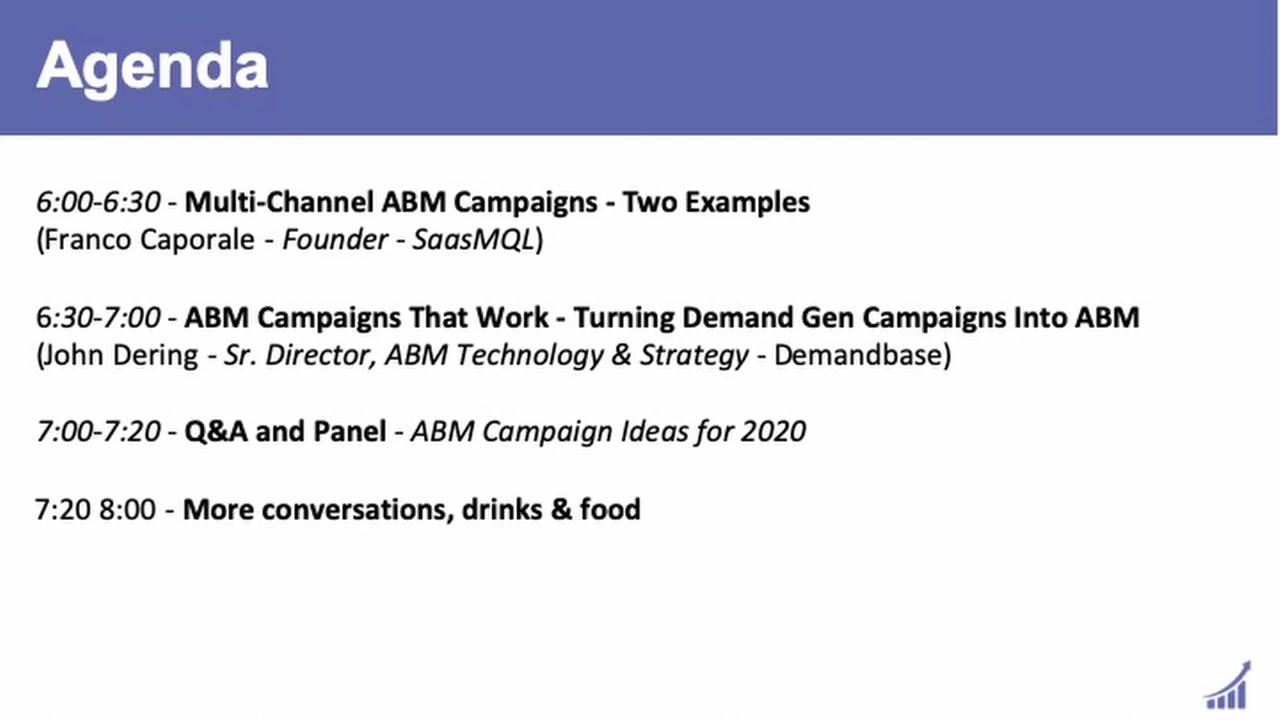 Agenda
6:00-6:30 - Multi-Channel ABM Campaigns - Two Examples
(Franco Caporale - Founder - SaasMQL)
6:30-7:00 - ABM Campaigns That Work - Turning Demand Gen Campaigns Into ABM
(John Dering - Sr. Director, ABM Technology & Strategy - Demandbase)
7:00-7:20 - Q&A and Panel - ABM Campaign Ideas for 2020
7:20 8:00 - More conversations, drinks & food